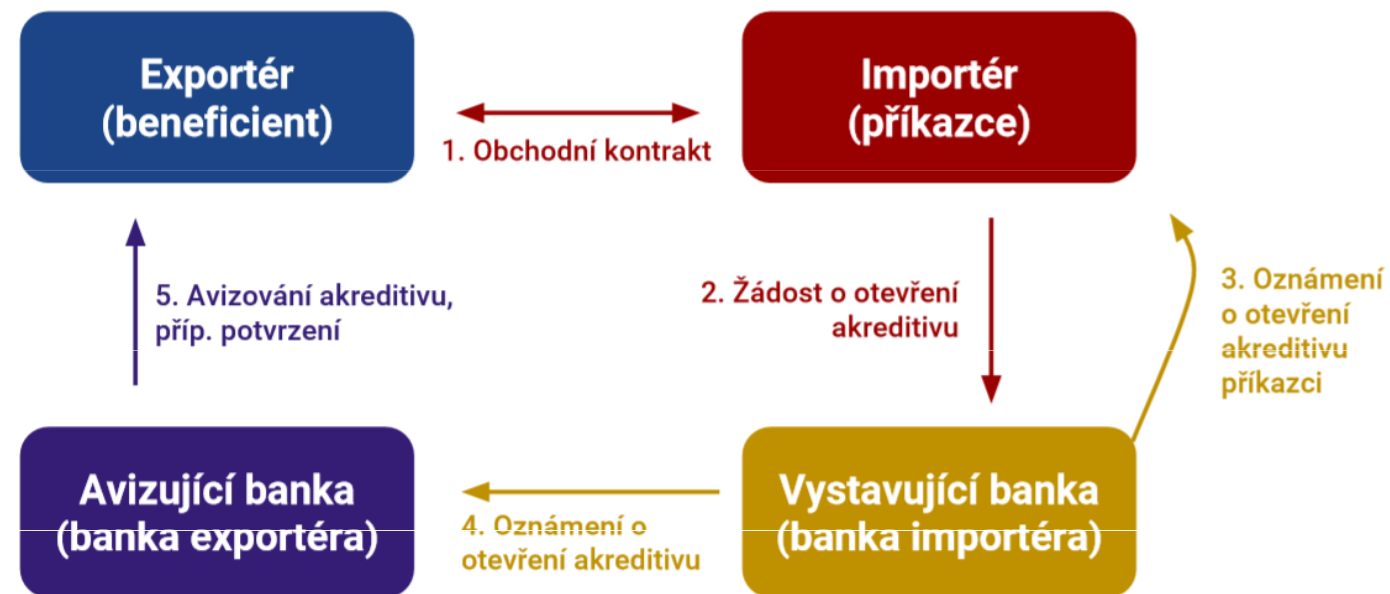 Exportér
(beneficient)
Importér
(příkazce)
1. Obchodní kontrakt
5. Avizování akreditivu,
příp. potvrzení
2. Žádost o otevření
akreditivu
3. Oznámení
o otevření
akreditivu
příkazci
Avizující banka
(banka exportéra)
4. Oznámení o
otevření akreditivu
Vystavující banka
(banka importéra)